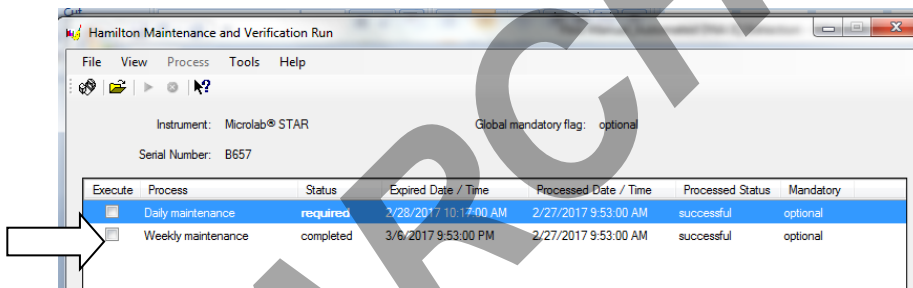 Cut
Hamilton Maintenance and Verification Run
File View Process Tools Help
Instrument: Microlab® STAR Global mandatory flag: optional
Serial Number: B657
Execute Process Status Expired Date / Time Processed Date / Time Processed Status Mandatory
Daily maintenance required 2/28/2017 10:17:00 AM 2/27/2017 9:53:00 AM successful optional
Weekly maintenance completed 3/6/2017 9:53:00 PM 2/27/2017 9:53:00 AM successful optional
RCH